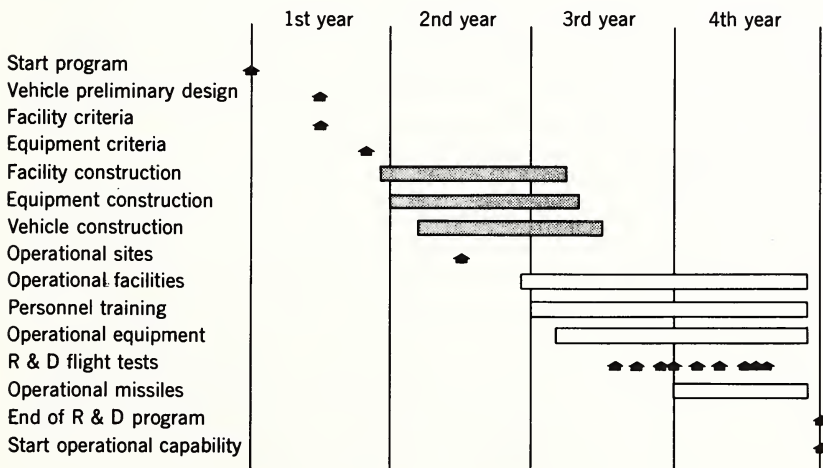 1st year 2nd year 3rd year 4th year
Start program
Vehicle preliminary design
Facility criteria
Equipment criteria
Facility construction
Equipment construction
Vehicle construction
Operational sites
Operational facilities
Personnel training
Operational equipment
R & D flight tests
Operational missiles
End of R & D program
Start operational capability